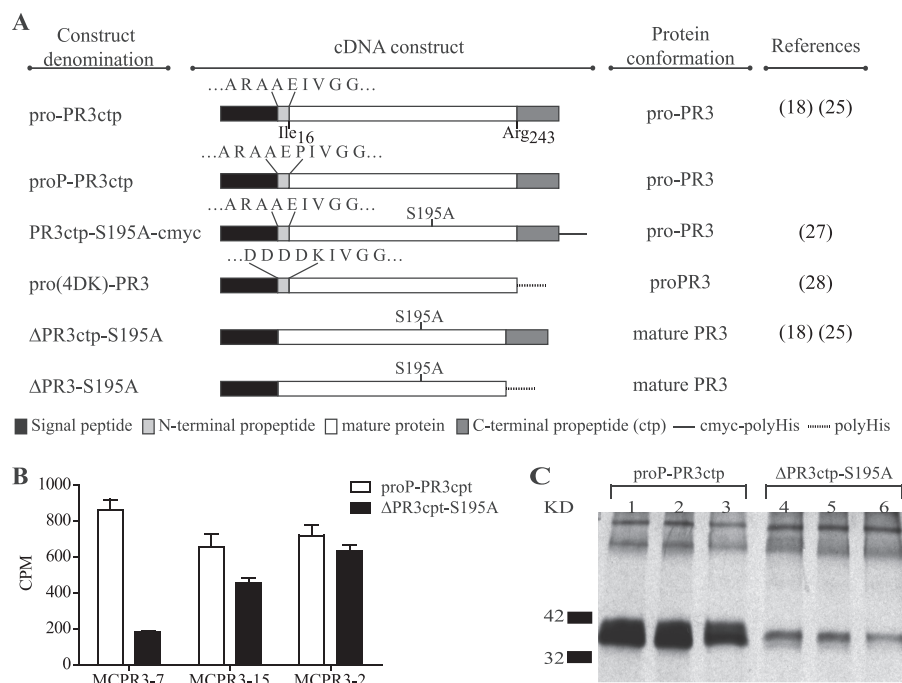 A
Construct denomination
cDNA construct
Protein conformation
References
…A R A A E I V G G…
pro-PR3ctp
Ile16
Arg243
pro-PR3
(18) (25)
…A R A A E P I V G G…
proP-PR3ctp
pro-PR3
…A R A A E I V G G…
S195A
PR3ctp-S195A-cmyc
pro-PR3
(27)
…D D D D K I V G G…
pro(4DK)-PR3
proPR3
(28)
S195A
ΔPR3ctp-S195A
mature PR3
(18) (25)
S195A
ΔPR3-S195A
mature PR3
Signal peptide N-terminal propeptide mature protein C-terminal propeptide (ctp) cmyc-polyHis polyHis
B
1000
800
600
400
200
0
CPM
proP-PR3cpt
ΔPR3cpt-S195A
MCPR3-7 MCPR3-15 MCPR3-2
C
proP-PR3ctp ΔPR3ctp-S195A
KD 1 2 3 4 5 6
42
32